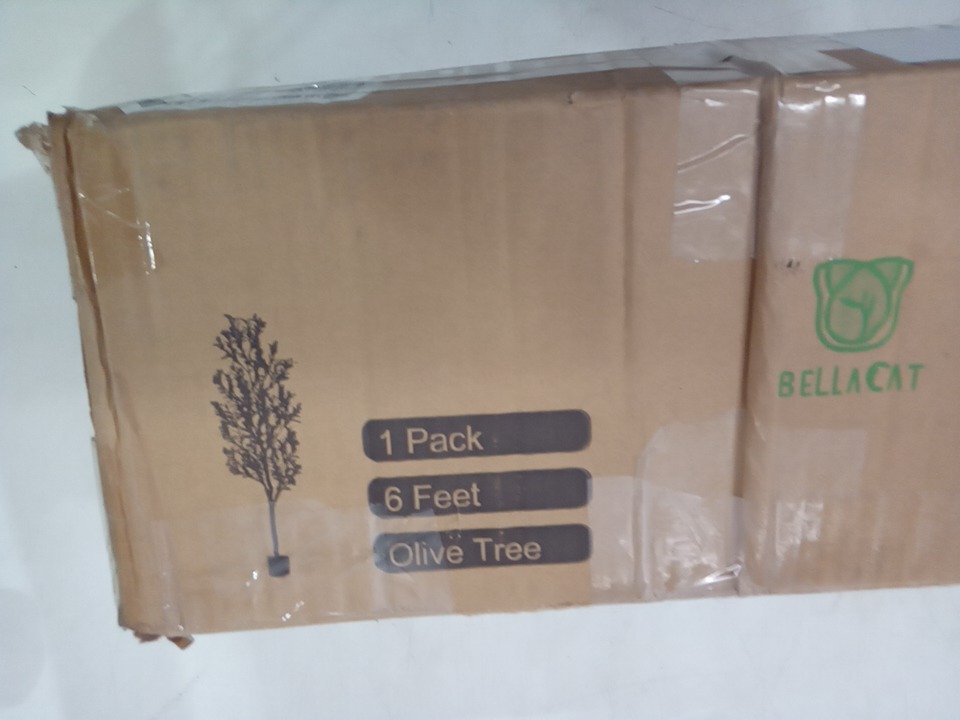 1 Pack
6 Feet
Olive Tree
BELLACAT